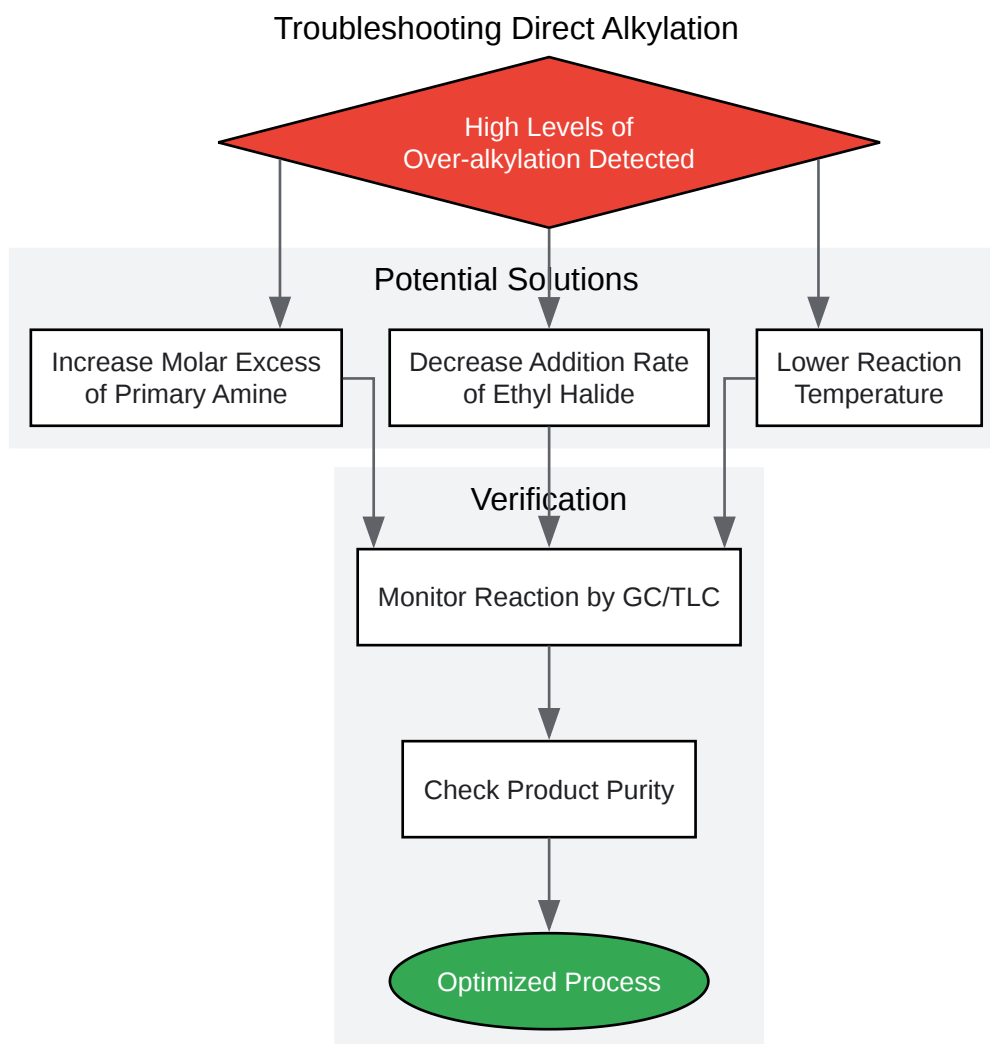 Troubleshooting Direct Alkylation
High Levels of
Over-alkylation Detected
Potential Solutions
Increase Molar Excess
of Primary Amine
Decrease Addition Rate
of Ethyl Halide
Lower Reaction
Temperature
Verification
Monitor Reaction by GC/TLC
Check Product Purity
Optimized Process